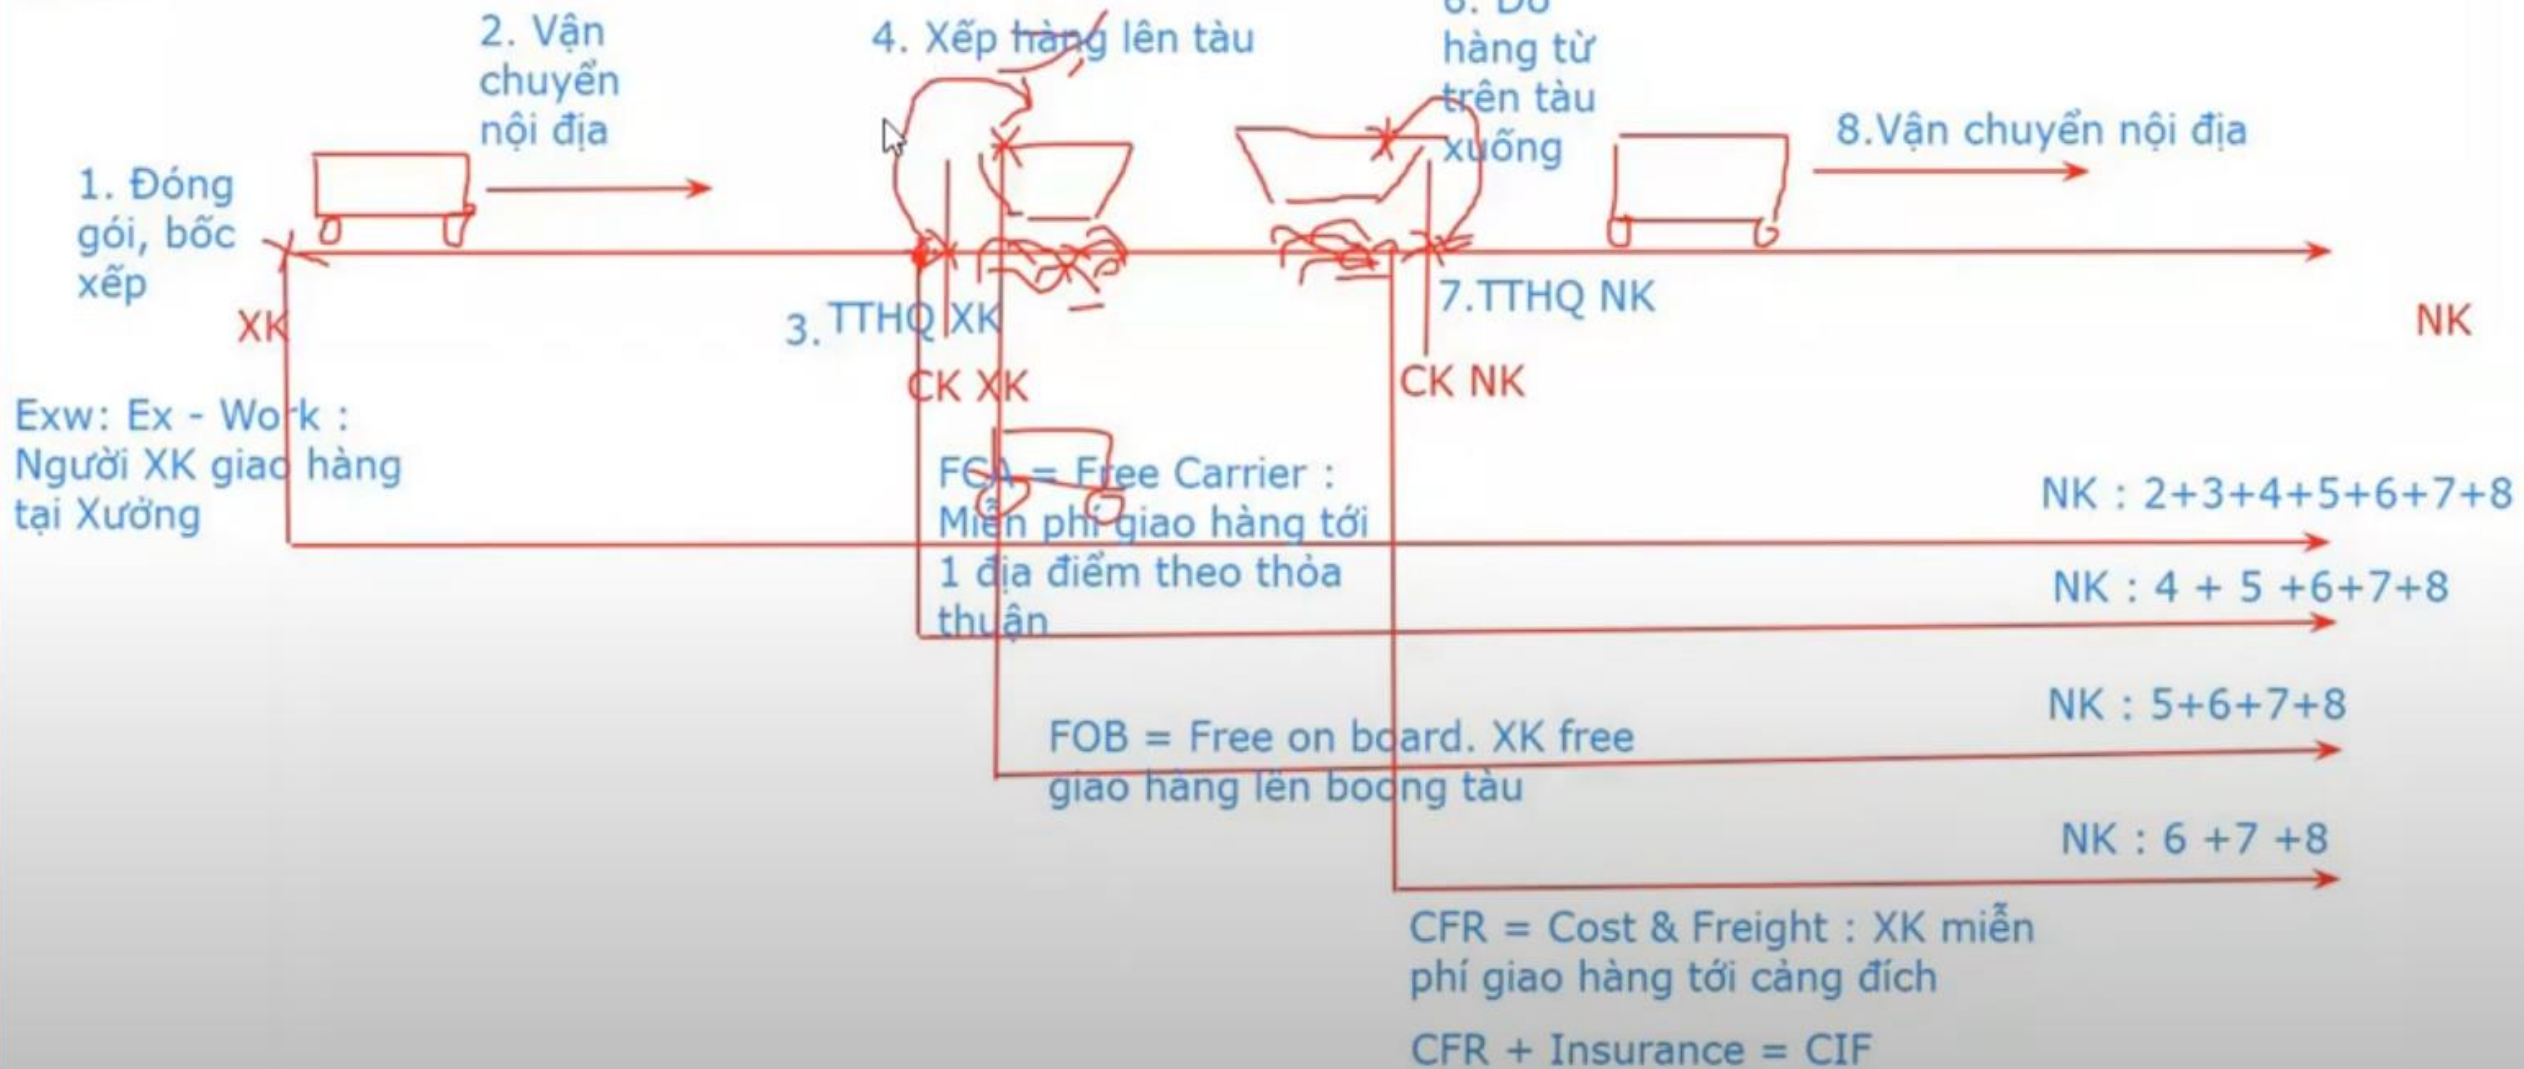 1. Đóng
gói, bốc
xếp
2. Vận
chuyển
nội địa
4. Xếp hàng lên tàu
6. Dỡ
hàng từ
trên tàu
xuống
8.Vận chuyển nội địa
XK
3. TTHQ XK
CK XK
7.TTHQ NK
CK NK
NK
Exw: Ex - Work :
Người XK giao hàng
tại Xưởng
FCA = Free Carrier :
Miễn phí giao hàng tới
1 địa điểm theo thỏa
thuận
NK : 2+3+4+5+6+7+8
NK : 4 + 5 +6+7+8
FOB = Free on board. XK free
giao hàng lên boong tàu
NK : 5+6+7+8
NK : 6 +7 +8
CFR = Cost & Freight : XK miễn
phí giao hàng tới cảng đích
CFR + Insurance = CIF